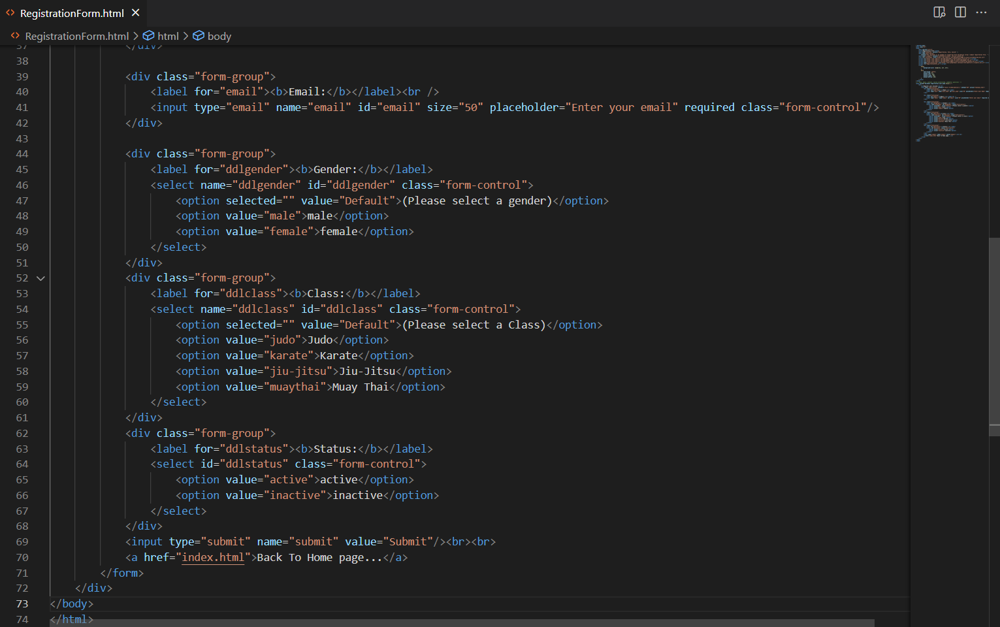 RegistrationForm.html
RegistrationForm.html > html > body
37 </div>
38
39 <div class="form-group">
40 <label for="email"><b>Email:</b></label><br />
41 <input type="email" name="email" id="email" size="50" placeholder="Enter your email" required class="form-control"/>
42 </div>
43
44 <div class="form-group">
45 <label for="ddlgender"><b>Gender:</b></label>
46 <select name="ddlgender" id="ddlgender" class="form-control">
47 <option selected="" value="Default">(Please select a gender)</option>
48 <option value="male">male</option>
49 <option value="female">female</option>
50 </select>
51 </div>
52 <div class="form-group">
53 <label for="ddlclass"><b>Class:</b></label>
54 <select name="ddlclass" id="ddlclass" class="form-control">
55 <option selected="" value="Default">(Please select a Class)</option>
56 <option value="judo">Judo</option>
57 <option value="karate">Karate</option>
58 <option value="jiu-jitsu">Jiu-Jitsu</option>
59 <option value="muaythai">Muay Thai</option>
60 </select>
61 </div>
62 <div class="form-group">
63 <label for="ddlstatus"><b>Status:</b></label>
64 <select id="ddlstatus" class="form-control">
65 <option value="active">active</option>
66 <option value="inactive">inactive</option>
67 </select>
68 </div>
69 <input type="submit" name="submit" value="Submit"/><br><br>
70 <a href="index.html">Back To Home page...</a>
71 </form>
72 </div>
73 </body>
74 </html>